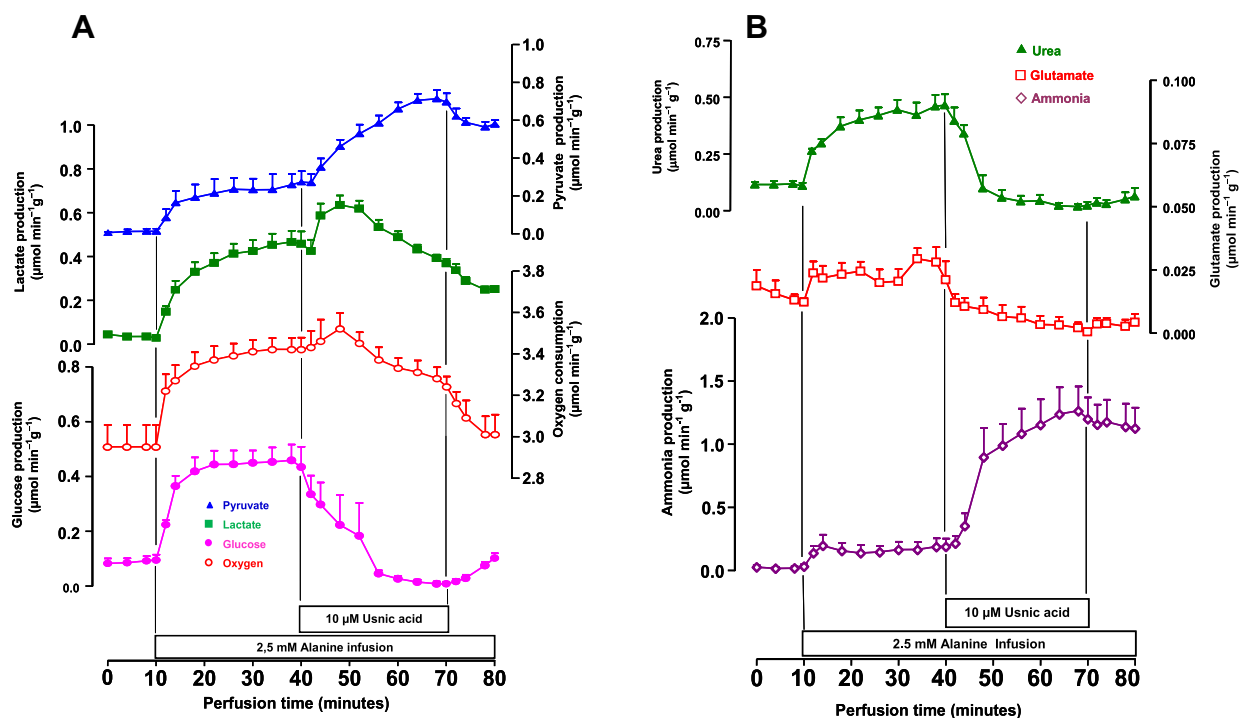 A
B
1.0
0.8
0.6
0.4
0.2
0.0
Pyruvate production
(µmol min⁻¹g⁻¹)
1.0
0.8
0.6
0.4
0.2
0.0
Lactate production
(µmol min⁻¹g⁻¹)
3.8
3.6
3.4
3.2
3.0
2.8
Oxygen consumption
(µmol min⁻¹g⁻¹)
0.8
0.6
0.4
0.2
0.0
Glucose production
(µmol min⁻¹g⁻¹)
Pyruvate
Lactate
Glucose
Oxygen
10 µM Usnic acid
2,5 mM Alanine infusion
0 10 20 30 40 50 60 70 80
Perfusion time (minutes)
0.75
0.50
0.25
0.00
Urea production
(µmol min⁻¹g⁻¹)
Urea
Glutamate
Ammonia
0.100
0.075
0.050
0.025
0.000
Glutamate production
(µmol min⁻¹g⁻¹)
2.0
1.5
1.0
0.5
0.0
Ammonia production
(µmol min⁻¹ g⁻¹)
10 µM Usnic acid
2.5 mM Alanine Infusion
0 10 20 30 40 50 60 70 80
Perfusion time (minutes)